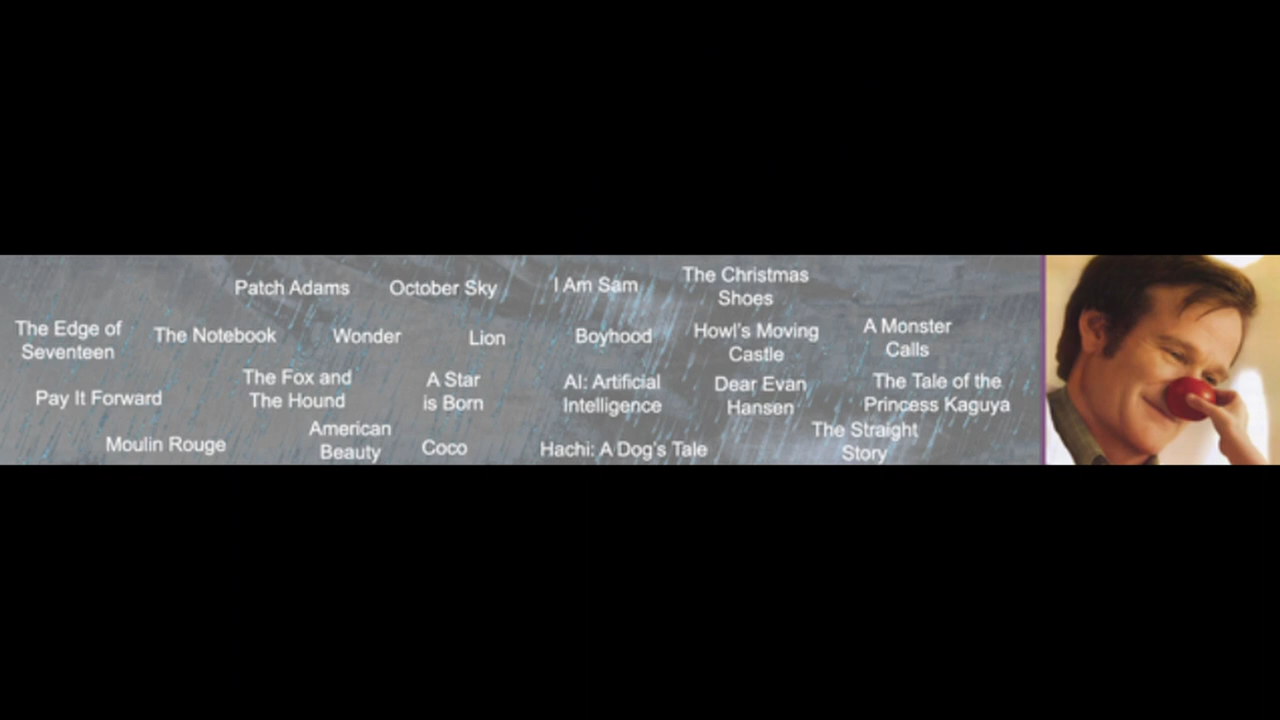 Patch Adams
October Sky
I Am Sam
The Christmas
Shoes
The Edge of
Seventeen
The Notebook
Wonder
Lion
Boyhood
Howl's Moving
Castle
A Monster
Calls
Pay It Forward
The Fox and
The Hound
A Star
is Born
AI: Artificial
Intelligence
Dear Evan
Hansen
The Tale of the
Princess Kaguya
Moulin Rouge
American
Beauty
Coco
Hachi: A Dog's Tale
The Straight
Story